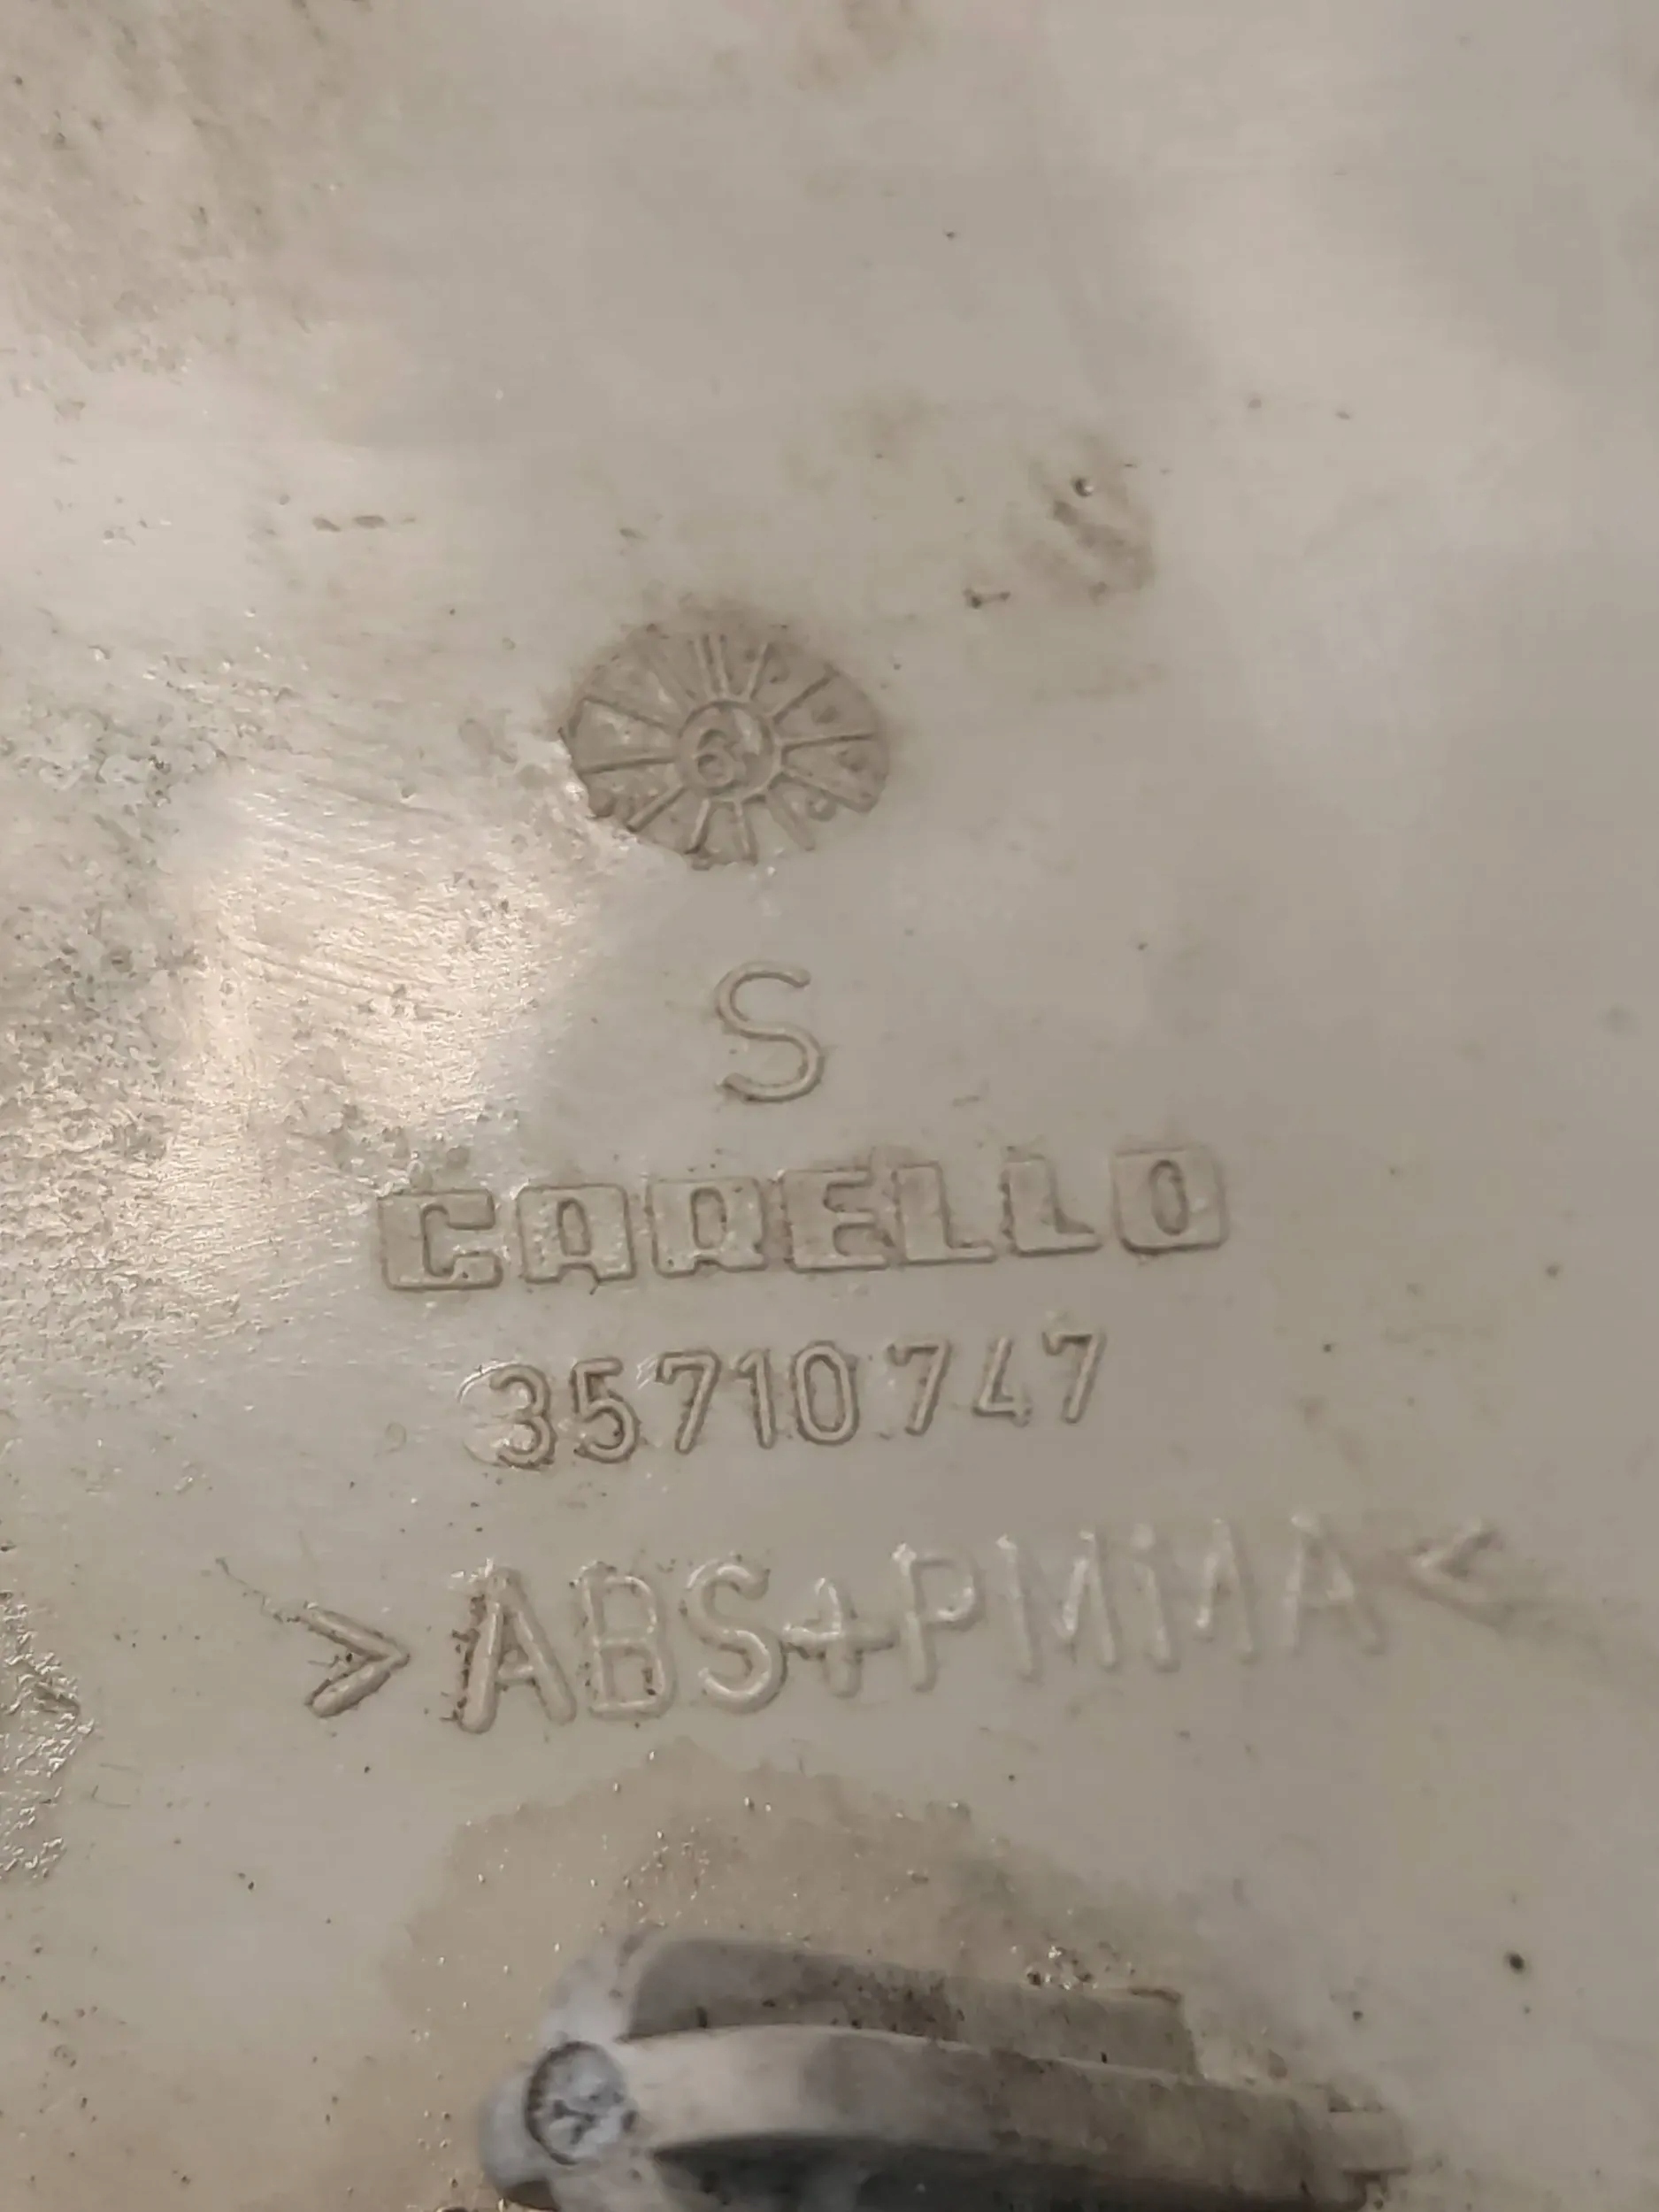 S
CARELLO
35710747
>ABS+PMMA<